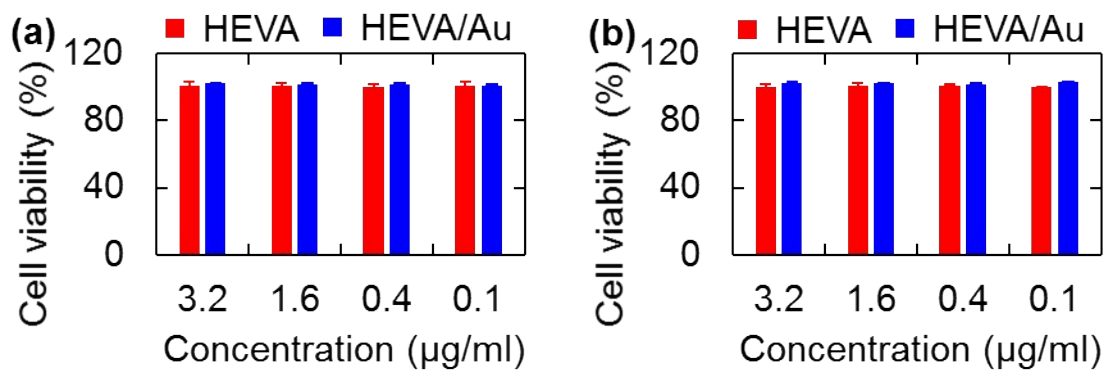 (a) HEVA HEVA/Au
120
80
40
0
Cell viability (%)
3.2 1.6 0.4 0.1
Concentration (µg/ml)
(b) HEVA HEVA/Au
120
80
40
0
Cell viability (%)
3.2 1.6 0.4 0.1
Concentration (µg/ml)